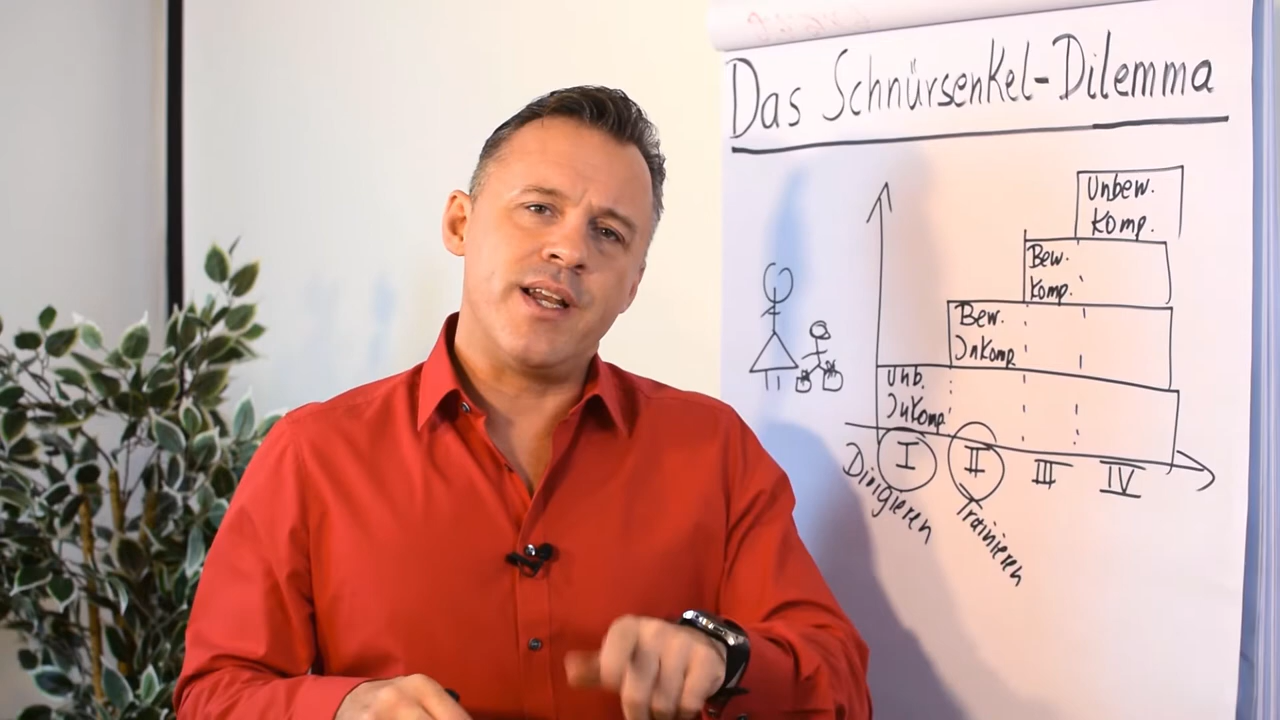 Das Schnürsenkel-Dilemma
Unbew.
Komp.
Bew.
Komp.
Bew.
Inkomp.
Unb.
Inkomp.
I II III IV
Dirigieren
Trainieren